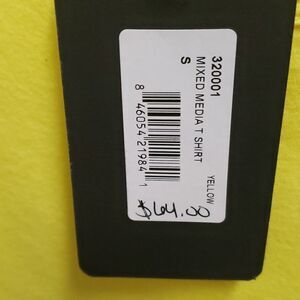 320001
MIXED MEDIA T SHIRT
S
YELLOW
8 46054 21984 1
$64.00